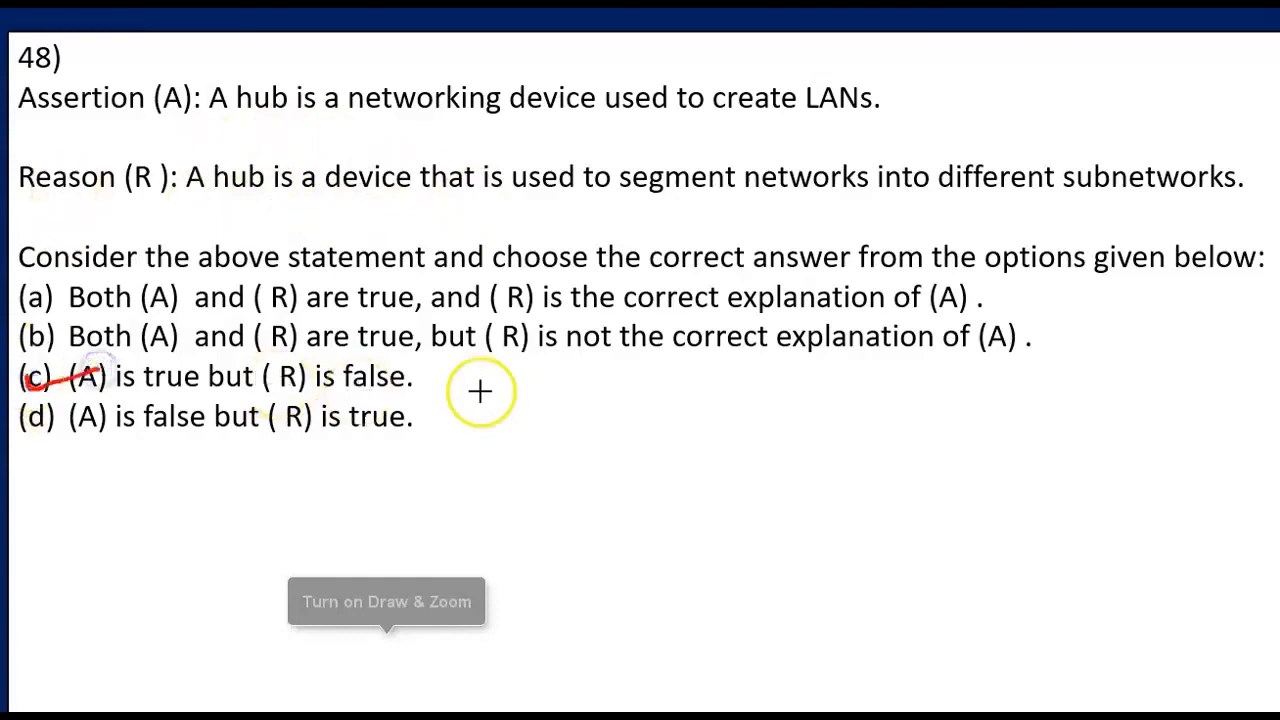 48)
Assertion (A): A hub is a networking device used to create LANs.
Reason (R ): A hub is a device that is used to segment networks into different subnetworks.
Consider the above statement and choose the correct answer from the options given below:
(a) Both (A) and ( R) are true, and ( R) is the correct explanation of (A) .
(b) Both (A) and ( R) are true, but ( R) is not the correct explanation of (A) .
(c) (A) is true but ( R) is false.
(d) (A) is false but ( R) is true.
Turn on Draw & Zoom